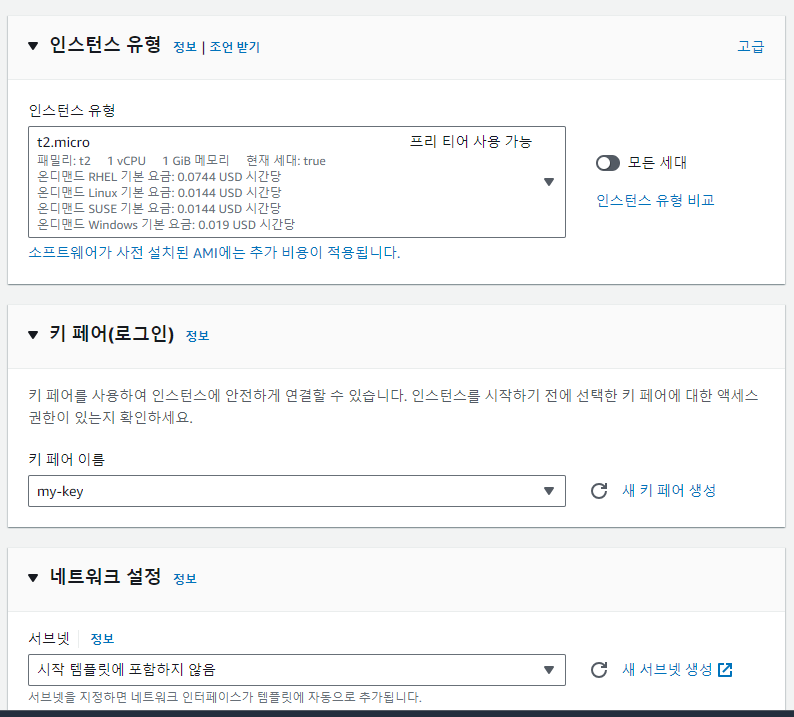 ▼ 인스턴스 유형 정보 | 조언 받기 고급
인스턴스 유형
t2.micro 프리 티어 사용 가능
패밀리: t2 1 vCPU 1 GiB 메모리 현재 세대: true
온디맨드 RHEL 기본 요금: 0.0744 USD 시간당
온디맨드 Linux 기본 요금: 0.0144 USD 시간당
온디맨드 SUSE 기본 요금: 0.0144 USD 시간당
온디맨드 Windows 기본 요금: 0.019 USD 시간당
모든 세대
인스턴스 유형 비교
소프트웨어가 사전 설치된 AMI에는 추가 비용이 적용됩니다.
▼ 키 페어(로그인) 정보
키 페어를 사용하여 인스턴스에 안전하게 연결할 수 있습니다. 인스턴스를 시작하기 전에 선택한 키 페어에 대한 액세스
권한이 있는지 확인하세요.
키 페어 이름
my-key 새 키 페어 생성
▼ 네트워크 설정 정보
서브넷 정보
시작 템플릿에 포함하지 않음 새 서브넷 생성
서브넷을 지정하면 네트워크 인터페이스가 템플릿에 자동으로 추가됩니다.